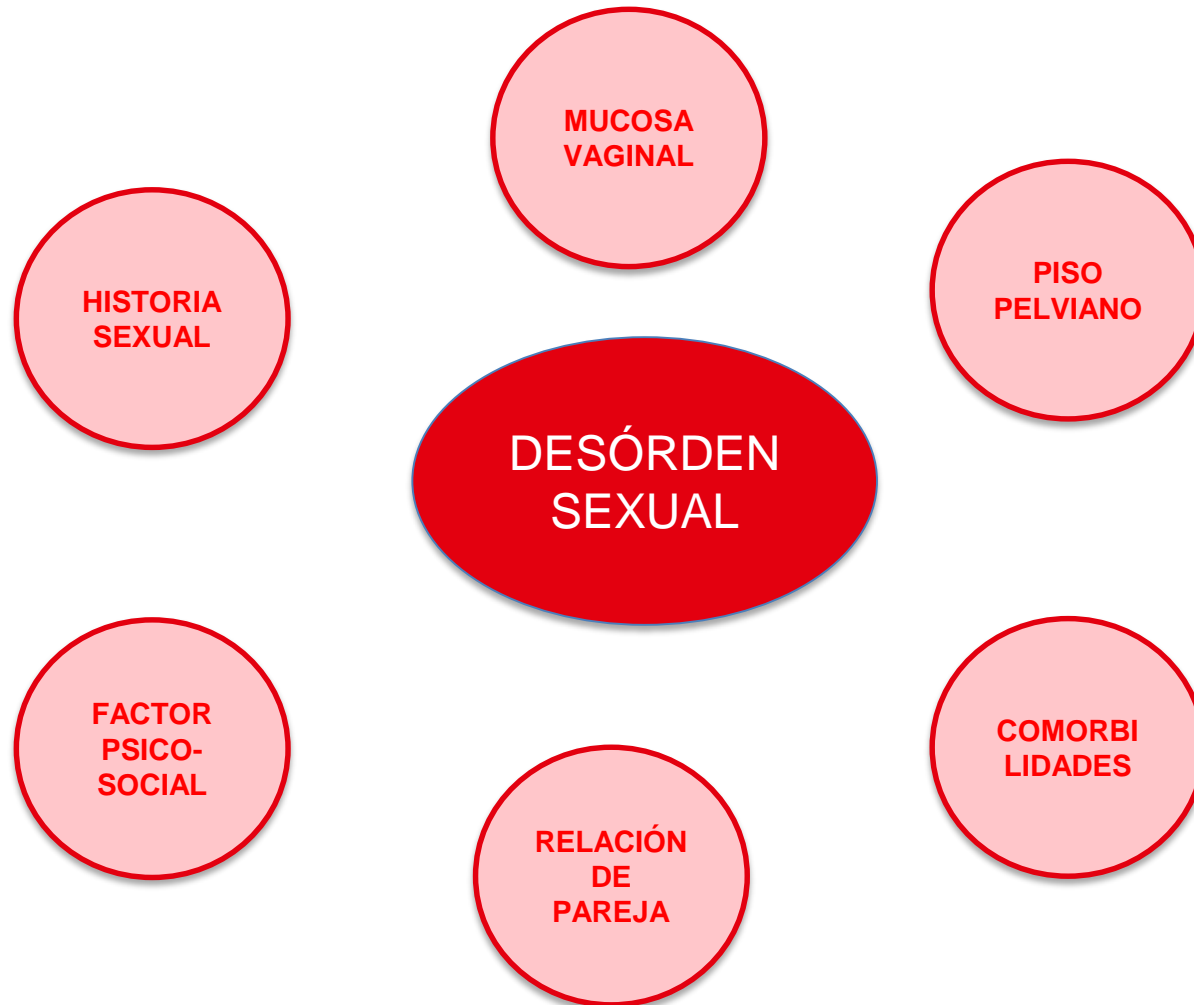 MUCOSA
VAGINAL
PISO
PELVIANO
HISTORIA
SEXUAL
DESÓRDEN
SEXUAL
FACTOR
PSICO-
SOCIAL
COMORBI
LIDADES
RELACIÓN
DE
PAREJA